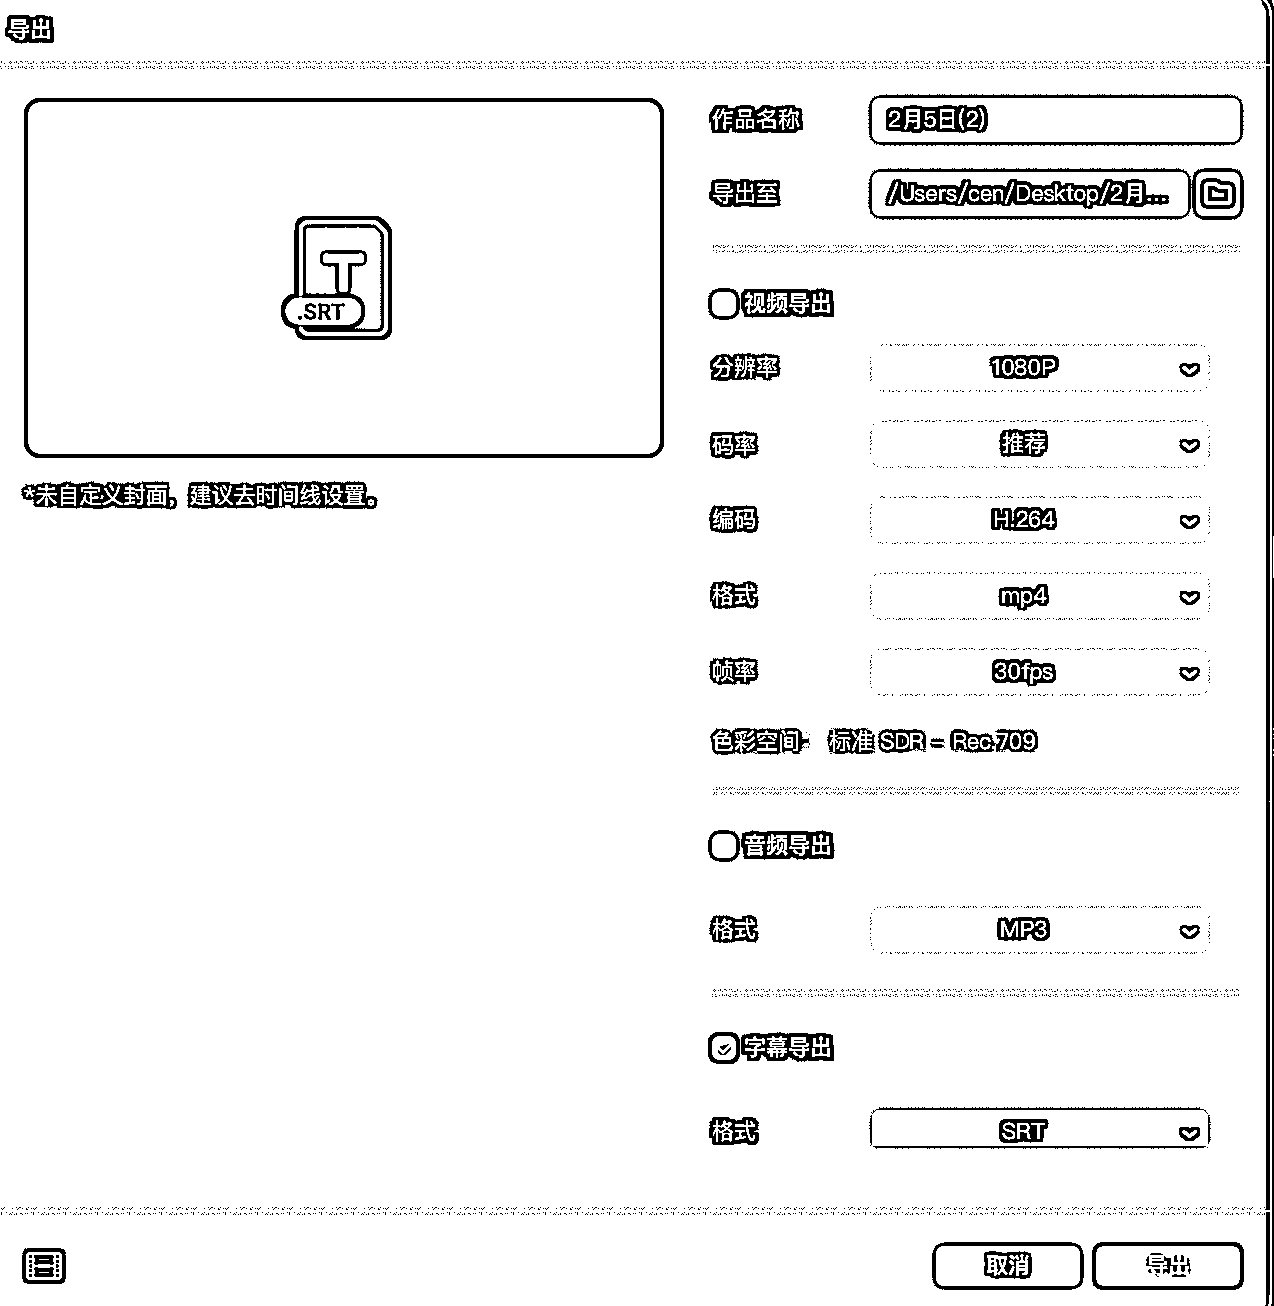 导出
作品名称 2月5日(2)
导出至 /Users/cen/Desktop/2月...
.SRT
T
*未自定义封面，建议去时间线设置。
视频导出
分辨率 1080P
码率 推荐
编码 H.264
格式 mp4
帧率 30fps
色彩空间： 标准 SDR - Rec.709
音频导出
格式 MP3
字幕导出
格式 SRT
取消 导出